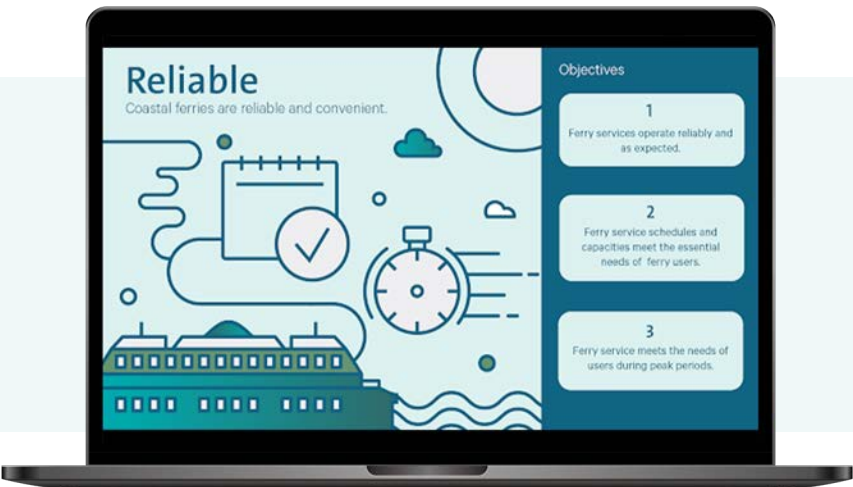 Reliable
Coastal ferries are reliable and convenient.
Objectives
1
Ferry services operate reliably and
as expected.
2
Ferry service schedules and
capacities meet the essential
needs of ferry users.
3
Ferry service meets the needs of
users during peak periods.